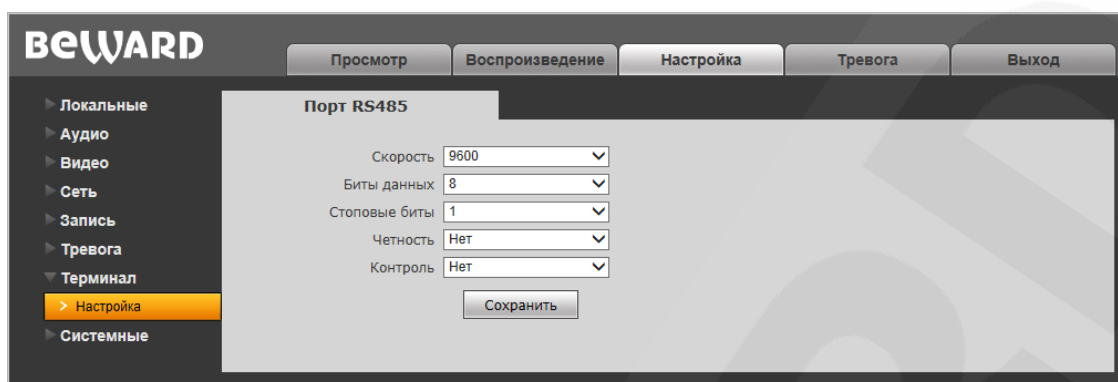 BEWARD
Просмотр
Воспроизведение
Настройка
Тревога
Выход
Локальные
Аудио
Видео
Сеть
Запись
Тревога
Терминал
Настройка
Системные
Порт RS485
Скорость 9600
Биты данных 8
Стоповые биты 1
Четность Нет
Контроль Нет
Сохранить